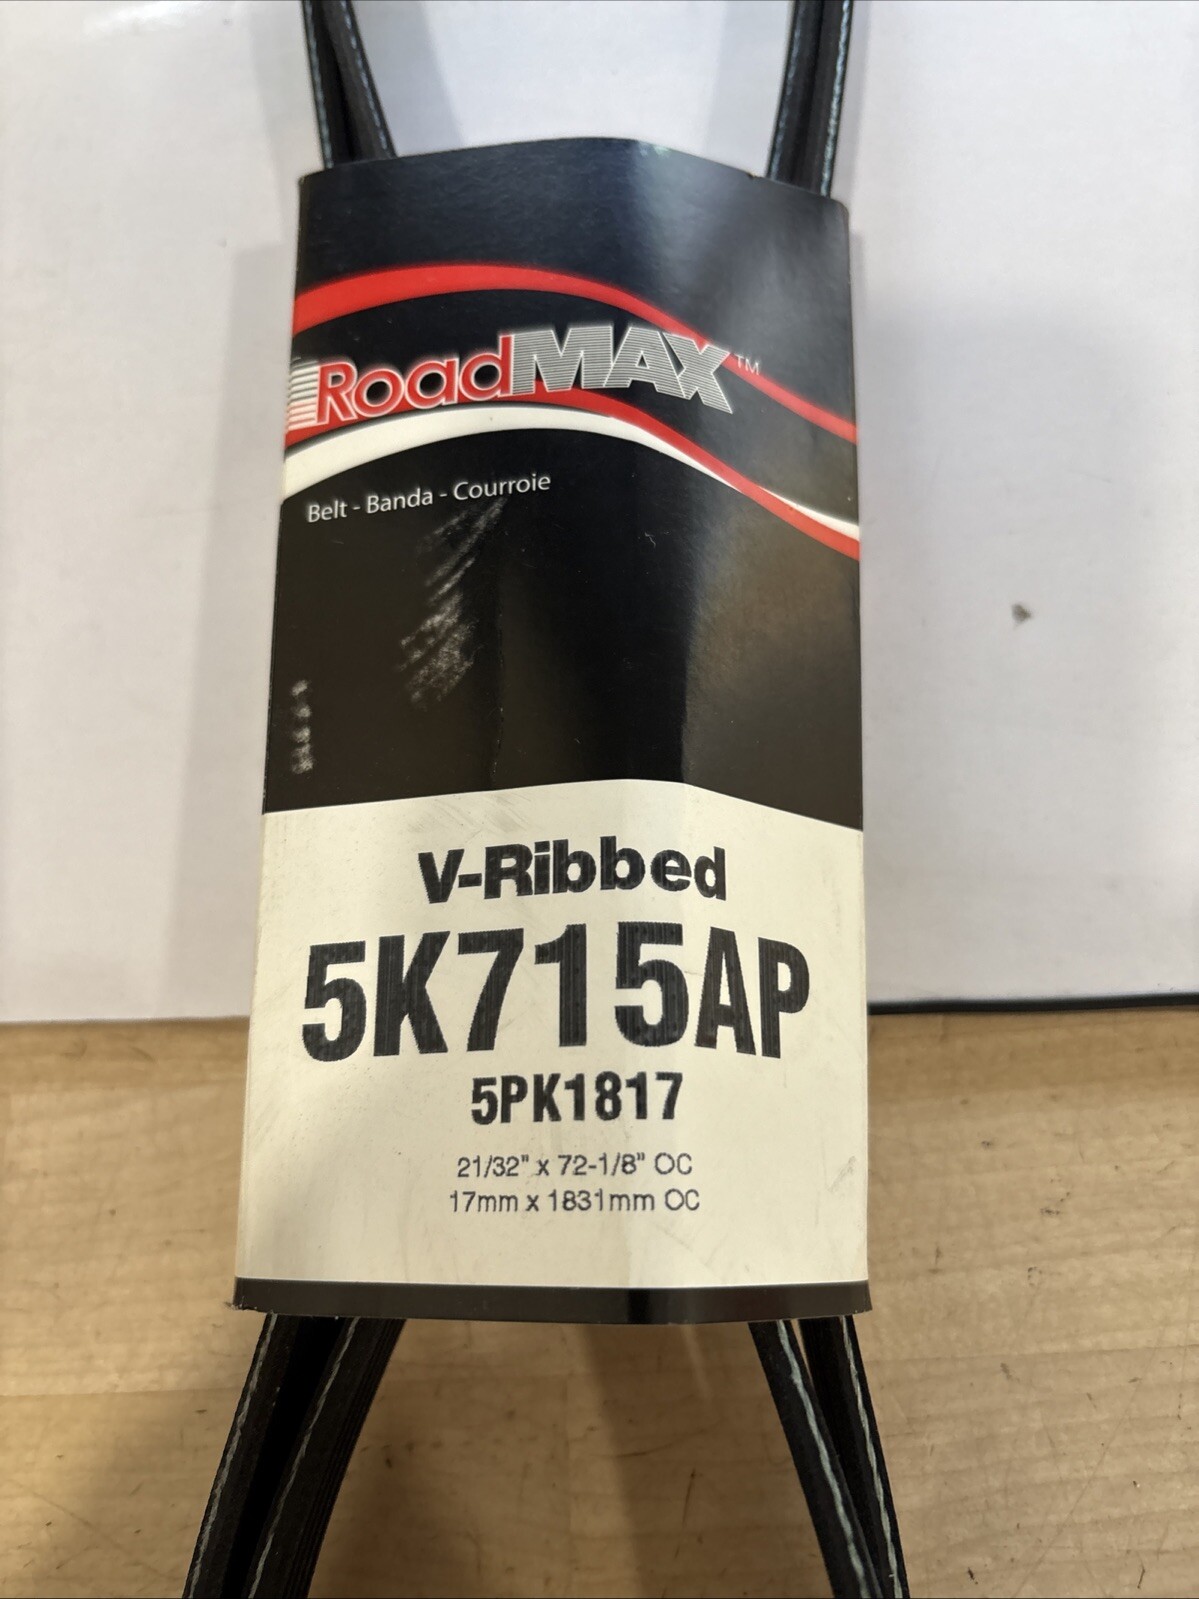 RoadMAX™
Belt - Banda - Courroie
V-Ribbed
5K715AP
5PK1817
21/32" x 72-1/8" OC
17mm x 1831mm OC